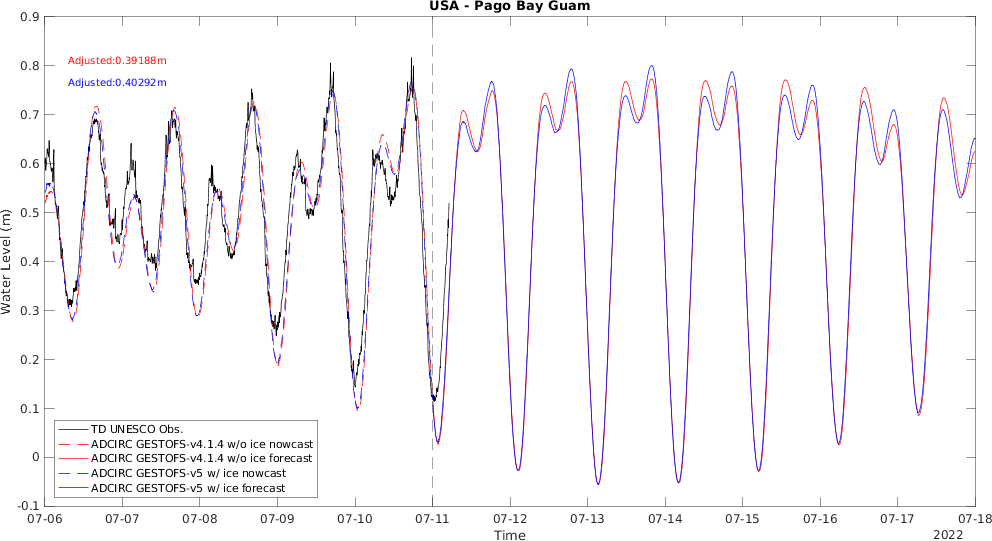 USA - Pago Bay Guam
0.9
0.8
0.7
0.6
0.5
0.4
0.3
0.2
0.1
0
-0.1
Water Level (m)
Adjusted:0.39188m
Adjusted:0.40292m
TD UNESCO Obs.
ADCIRC GESTOFS-v4.1.4 w/o ice nowcast
ADCIRC GESTOFS-v4.1.4 w/o ice forecast
ADCIRC GESTOFS-v5 w/ ice nowcast
ADCIRC GESTOFS-v5 w/ ice forecast
07-06 07-07 07-08 07-09 07-10 07-11 07-12 07-13 07-14 07-15 07-16 07-17 07-18
Time
2022